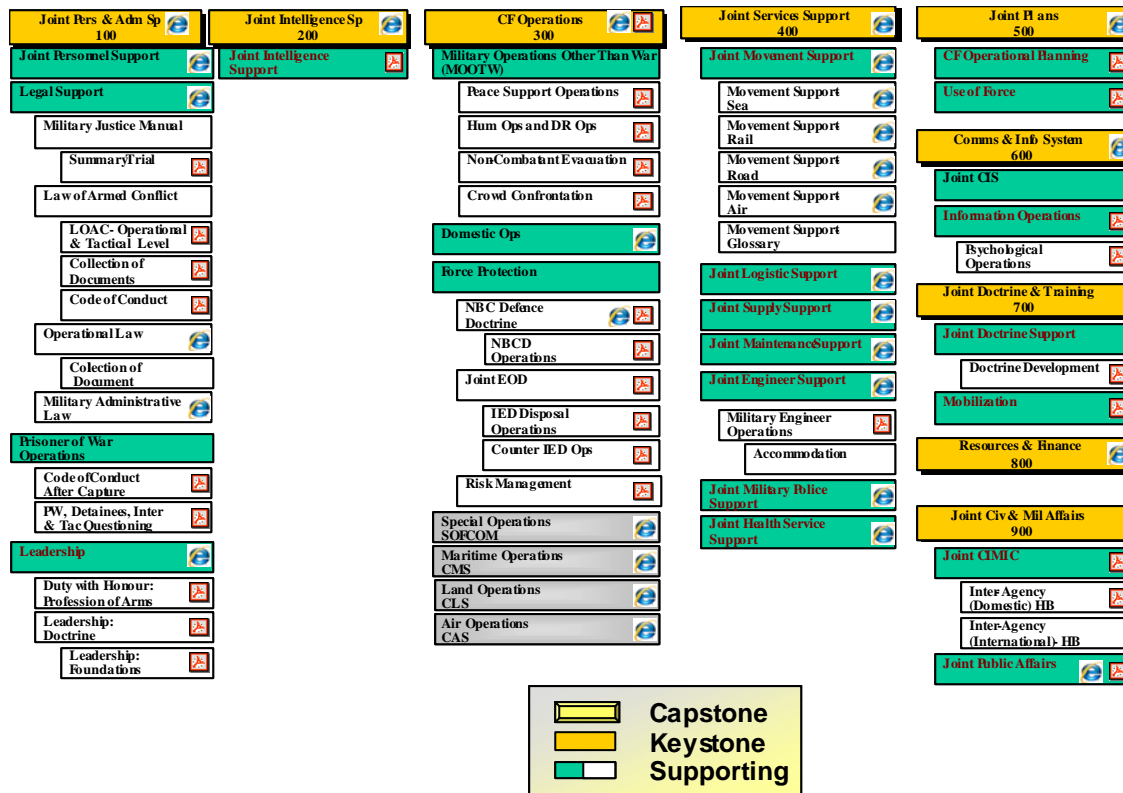 Joint Pers & Adm Sp
100
Joint Personnel Support
Legal Support
Military Justice Manual
Summary Trial
Law of Armed Conflict
LOAC- Operational
& Tactical Level
Collection of
Documents
Code of Conduct
Operational Law
Colection of
Document
Military Administrative
Law
Prisoner of War
Operations
Code of Conduct
After Capture
PW, Detainees, Inter
& Tac Questioning
Leadership
Duty with Honour:
Profession of Arms
Leadership:
Doctrine
Leadership:
Foundations
Joint Intelligence Sp
200
Joint Intelligence
Support
CF Operations
300
Military Operations Other Than War
(MOOTW)
Peace Support Operations
Hum Ops and DR Ops
Non-Combatant Evacuation
Crowd Confrontation
Domestic Ops
Force Protection
NBC Defence
Doctrine
NBCD
Operations
Joint EOD
IED Disposal
Operations
Counter IED Ops
Risk Management
Special Operations
SOFCOM
Maritime Operations
CMS
Land Operations
CLS
Air Operations
CAS
Joint Services Support
400
Joint Movement Support
Movement Support-
Sea
Movement Support-
Rail
Movement Support-
Road
Movement Support-
Air
Movement Support-
Glossary
Joint Logistic Support
Joint Supply Support
Joint Maintenance Support
Joint Engineer Support
Military Engineer
Operations
Accommodation
Joint Military Police
Support
Joint Health Service
Support
Joint Plans
500
CF Operational Planning
Use of Force
Comms & Info System
600
Joint CIS
Information Operations
Psychological
Operations
Joint Doctrine & Training
700
Joint Doctrine Support
Doctrine Development
Mobilization
Resources & Finance
800
Joint Civ & Mil Affairs
900
Joint CIMIC
Inter-Agency
(Domestic) HB
Inter-Agency
(International)- HB
Joint Public Affairs
Capstone
Keystone
Supporting